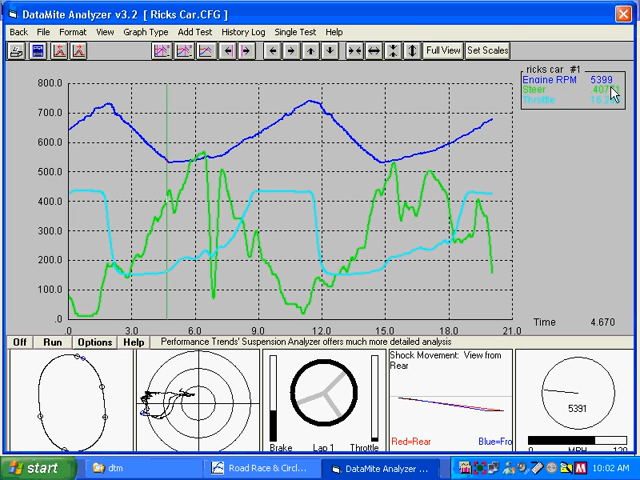 DataMite Analyzer v3.2 [ Ricks Car.CFG ]
Back File Format View Graph Type Add Test History Log Single Test Help
Full View Set Scales
800.0
700.0
600.0
500.0
400.0
300.0
200.0
100.0
.0
.0 3.0 6.0 9.0 12.0 15.0 18.0 21.0
ricks car #1
Engine RPM 5399
Steer
Throttle
Time 4.670
Off Run Options Help Performance Trends' Suspension Analyzer offers much more detailed analysis
Brake Lap 1 Throttle
Shock Movement: View from
Rear
Red=Rear Blue=Fro
5391
MPH
start dtm Road Race & Circl... DataMite Analyzer ... 10:02 AM